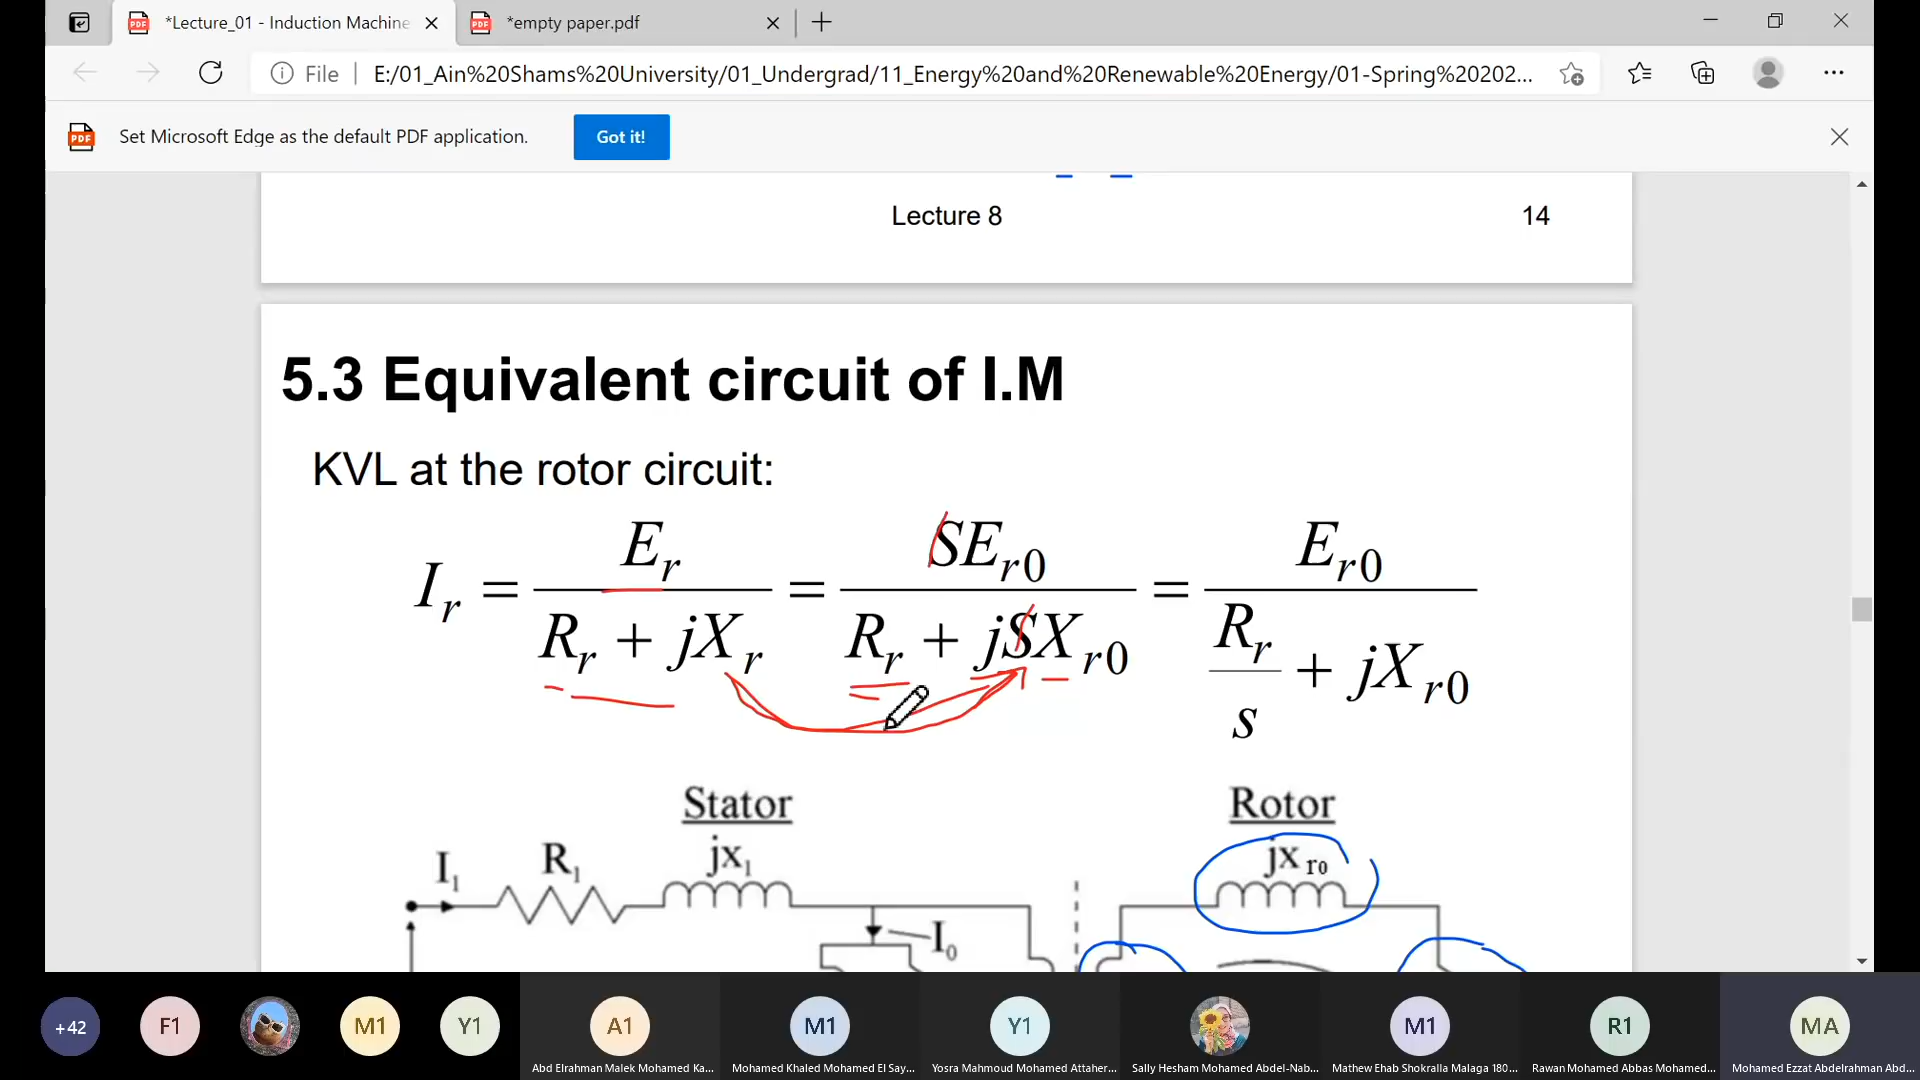 *Lecture_01 - Induction Machine
*empty paper.pdf
File
E:/01_Ain%20Shams%20University/01_Undergrad/11_Energy%20and%20Renewable%20Energy/01-Spring%20202...
PDF
Set Microsoft Edge as the default PDF application.
Got it!
Lecture 8
14
5.3 Equivalent circuit of I.M
KVL at the rotor circuit:
I_r = E_r / (R_r + jX_r) = SE_r0 / (R_r + jSX_r0) = E_r0 / (R_r/s + jX_r0)
Stator
Rotor
I_1
R_1
jx_1
jx_r0
I_0
+42
F1
M1
Y1
A1
M1
Y1
M1
R1
MA
Abd Elrahman Malek Mohamed Ka...
Mohamed Khaled Mohamed El Say...
Yosra Mahmoud Mohamed Attaher...
Sally Hesham Mohamed Abdel-Nab...
Mathew Ehab Shokralla Malaga 180...
Rawan Mohamed Abbas Mohamed...
Mohamed Ezzat Abdelrahman Abd...